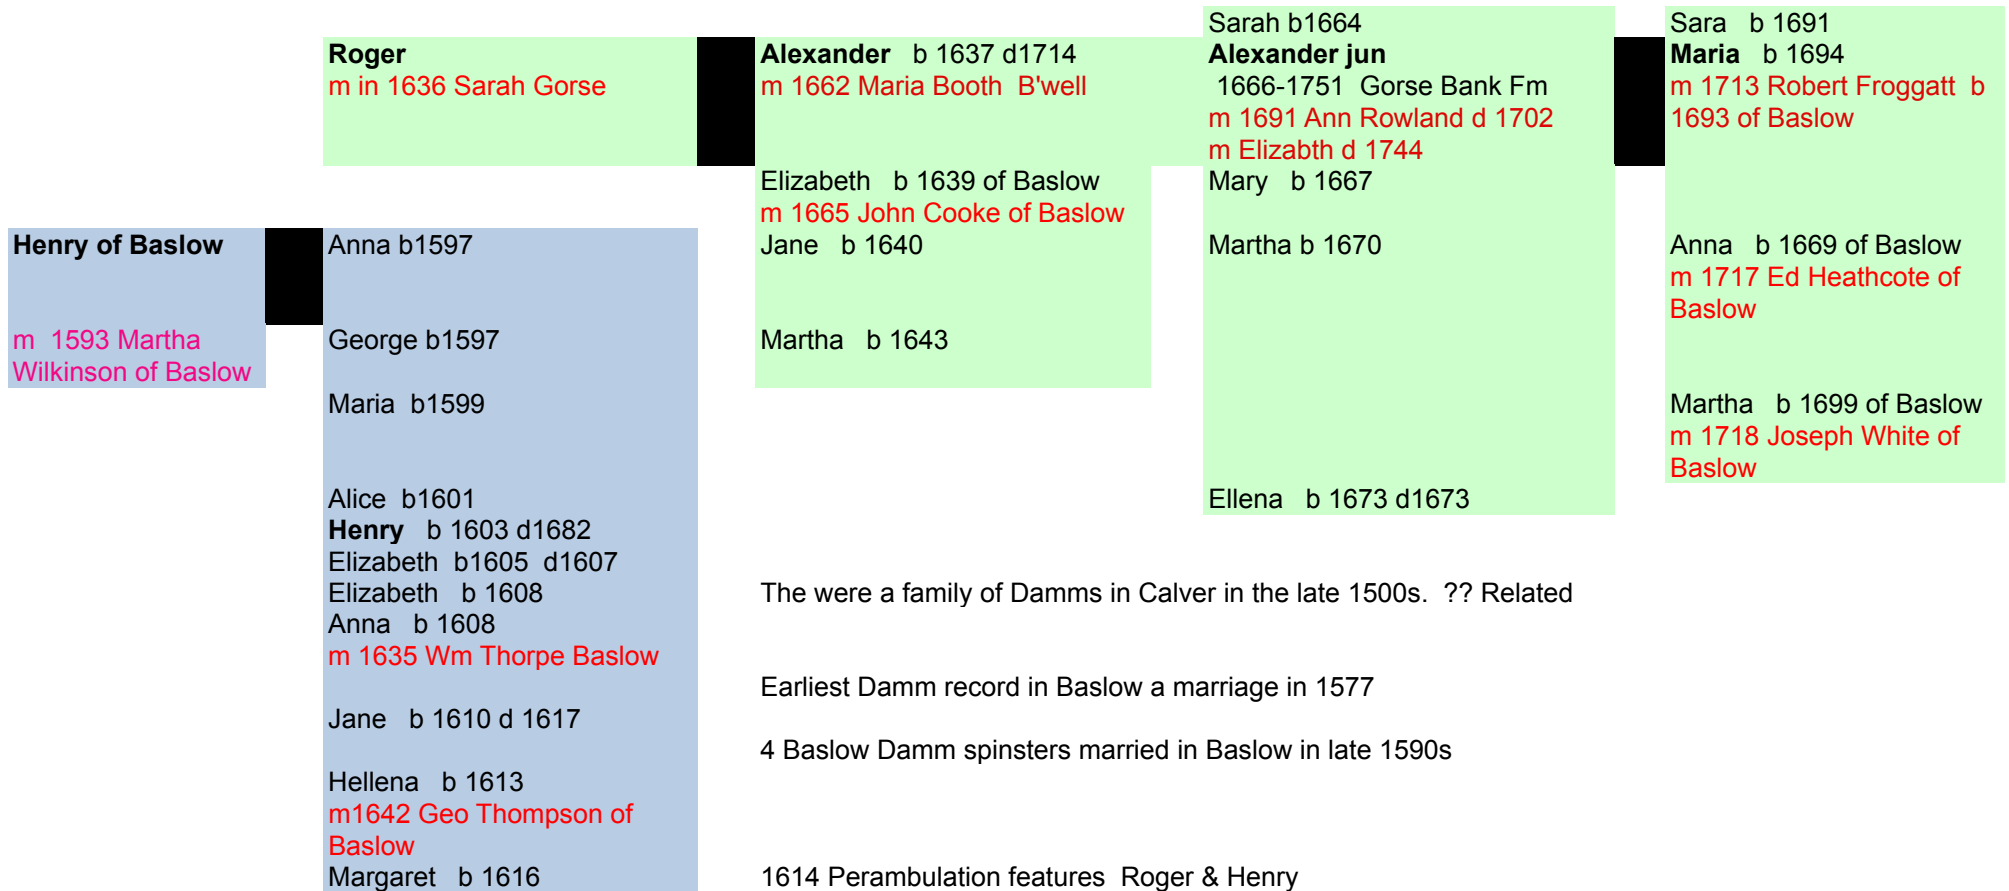 Roger
m in 1636 Sarah Gorse
Alexander b 1637 d1714
m 1662 Maria Booth B'well
Elizabeth b 1639 of Baslow
m 1665 John Cooke of Baslow
Jane b 1640
Martha b 1643
Sarah b1664
Alexander jun
1666-1751 Gorse Bank Fm
m 1691 Ann Rowland d 1702
m Elizabth d 1744
Mary b 1667
Martha b 1670
Ellena b 1673 d1673
Sara b 1691
Maria b 1694
m 1713 Robert Froggatt b
1693 of Baslow
Anna b 1669 of Baslow
m 1717 Ed Heathcote of
Baslow
Martha b 1699 of Baslow
m 1718 Joseph White of
Baslow
Henry of Baslow
m 1593 Martha
Wilkinson of Baslow
Anna b1597
George b1597
Maria b1599
Alice b1601
Henry b 1603 d1682
Elizabeth b1605 d1607
Elizabeth b 1608
Anna b 1608
m 1635 Wm Thorpe Baslow
Jane b 1610 d 1617
Hellena b 1613
m1642 Geo Thompson of
Baslow
Margaret b 1616
The were a family of Damms in Calver in the late 1500s. ?? Related
Earliest Damm record in Baslow a marriage in 1577
4 Baslow Damm spinsters married in Baslow in late 1590s
1614 Perambulation features Roger & Henry